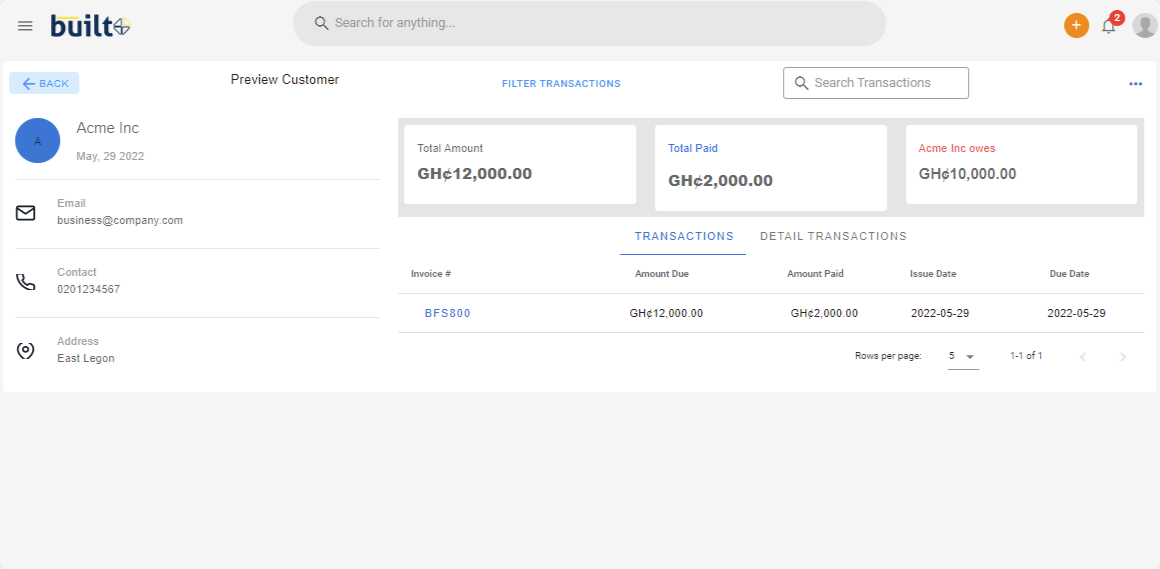 built
Search for anything...
+
2
BACK
Preview Customer
FILTER TRANSACTIONS
Search Transactions
A
Acme Inc
May, 29 2022
Email
business@company.com
Contact
0201234567
Address
East Legon
Total Amount
GH¢12,000.00
Total Paid
GH¢2,000.00
Acme Inc owes
GH¢10,000.00
TRANSACTIONS DETAIL TRANSACTIONS
Invoice # Amount Due Amount Paid Issue Date Due Date
BFS800 GH¢12,000.00 GH¢2,000.00 2022-05-29 2022-05-29
Rows per page: 5 1-1 of 1